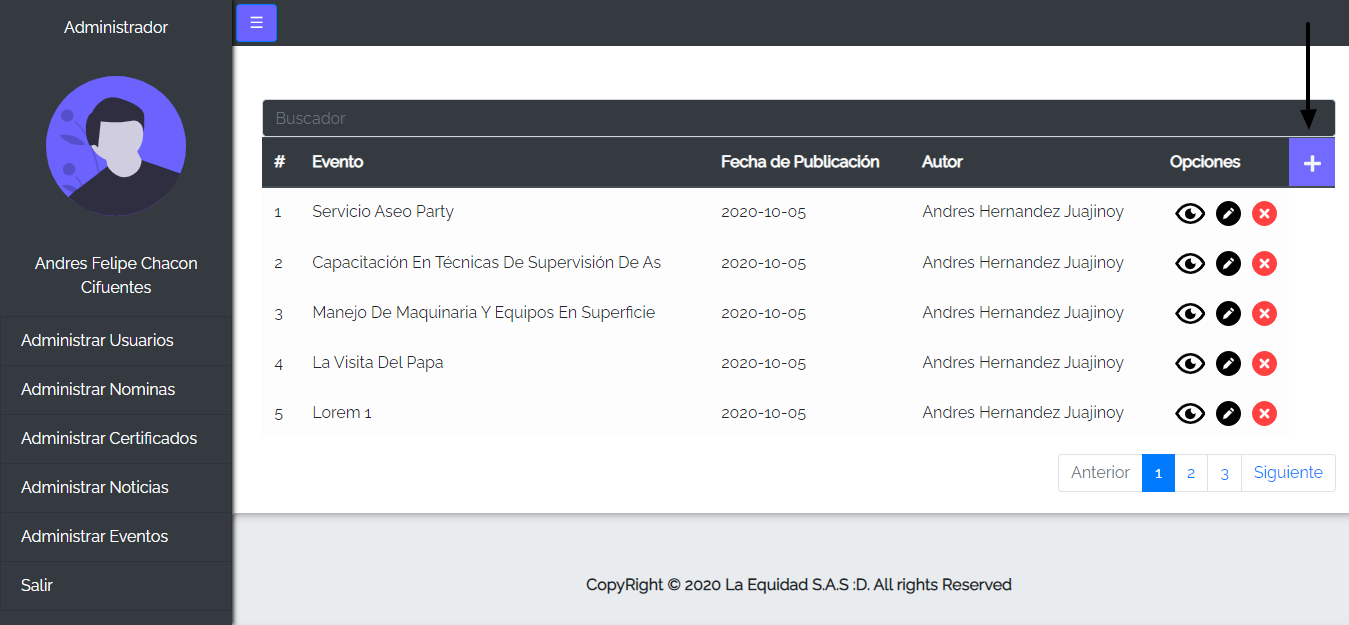 Administrador
Andres Felipe Chacon
Cifuentes
Administrar Usuarios
Administrar Nominas
Administrar Certificados
Administrar Noticias
Administrar Eventos
Salir
Buscador
# Evento Fecha de Publicación Autor Opciones +
1 Servicio Aseo Party 2020-10-05 Andres Hernandez Juajinoy
2 Capacitación En Técnicas De Supervisión De As 2020-10-05 Andres Hernandez Juajinoy
3 Manejo De Maquinaria Y Equipos En Superficie 2020-10-05 Andres Hernandez Juajinoy
4 La Visita Del Papa 2020-10-05 Andres Hernandez Juajinoy
5 Lorem 1 2020-10-05 Andres Hernandez Juajinoy
Anterior 1 2 3 Siguiente
CopyRight © 2020 La Equidad S.A.S :D. All rights Reserved